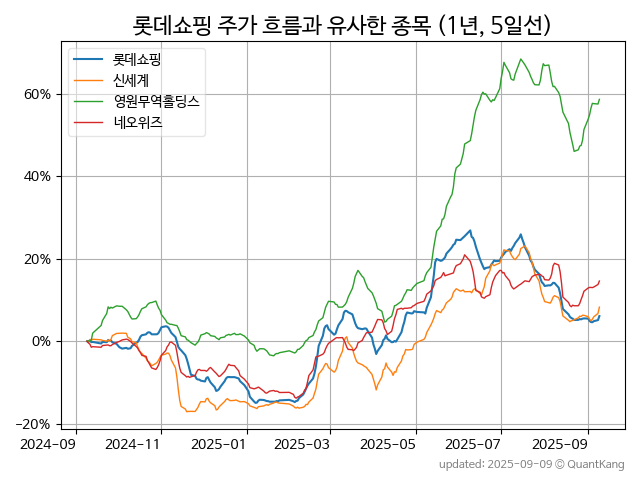 롯데쇼핑 주가 흐름과 유사한 종목 (1년, 5일선)
롯데쇼핑
신세계
영원무역홀딩스
네오위즈
60%
40%
20%
0%
−20%
2024-09 2024-11 2025-01 2025-03 2025-05 2025-07 2025-09
updated: 2025-09-09 © QuantKang